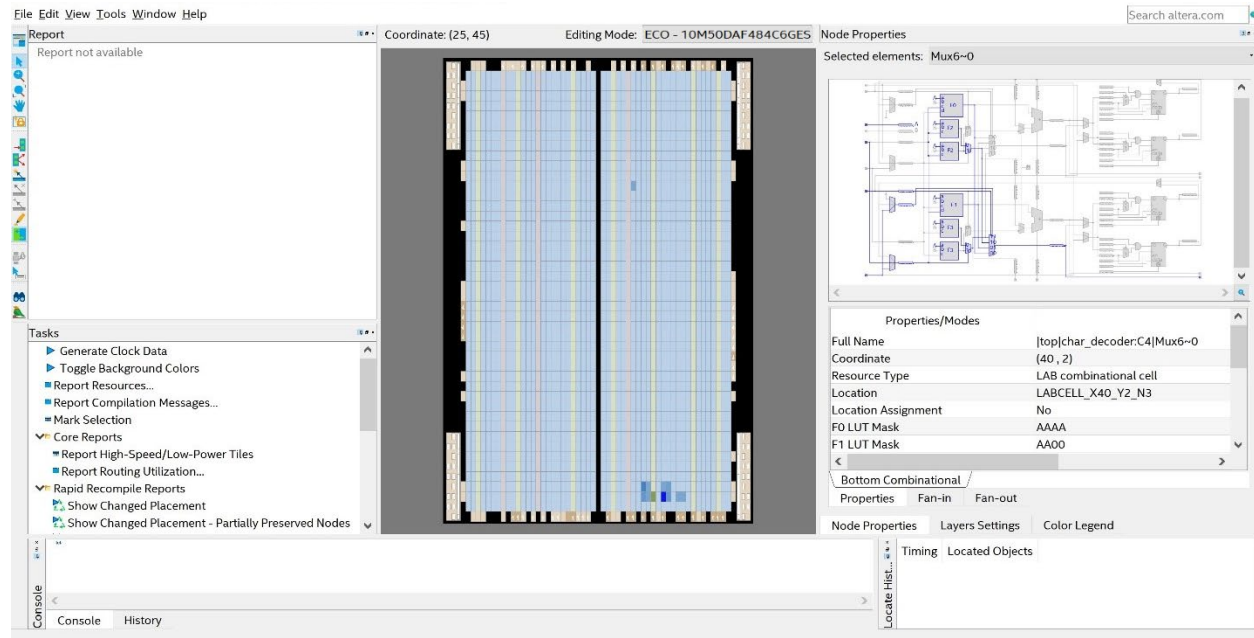 File Edit View Tools Window Help
Search altera.com
Report
Report not available
Coordinate: (25, 45)
Editing Mode: ECO - 10M50DAF484C6GES
Node Properties
Selected elements: Mux6~0
Properties/Modes
Full Name |top|char_decoder:C4|Mux6~0
Coordinate (40 , 2)
Resource Type LAB combinational cell
Location LABCELL_X40_Y2_N3
Location Assignment No
F0 LUT Mask AAAA
F1 LUT Mask AA00
Bottom Combinational
Properties Fan-in Fan-out
Node Properties Layers Settings Color Legend
Tasks
Generate Clock Data
Toggle Background Colors
Report Resources...
Report Compilation Messages...
Mark Selection
Core Reports
Report High-Speed/Low-Power Tiles
Report Routing Utilization...
Rapid Recompile Reports
Show Changed Placement
Show Changed Placement - Partially Preserved Nodes
Console
Console History
Locate Hist...
Timing Located Objects